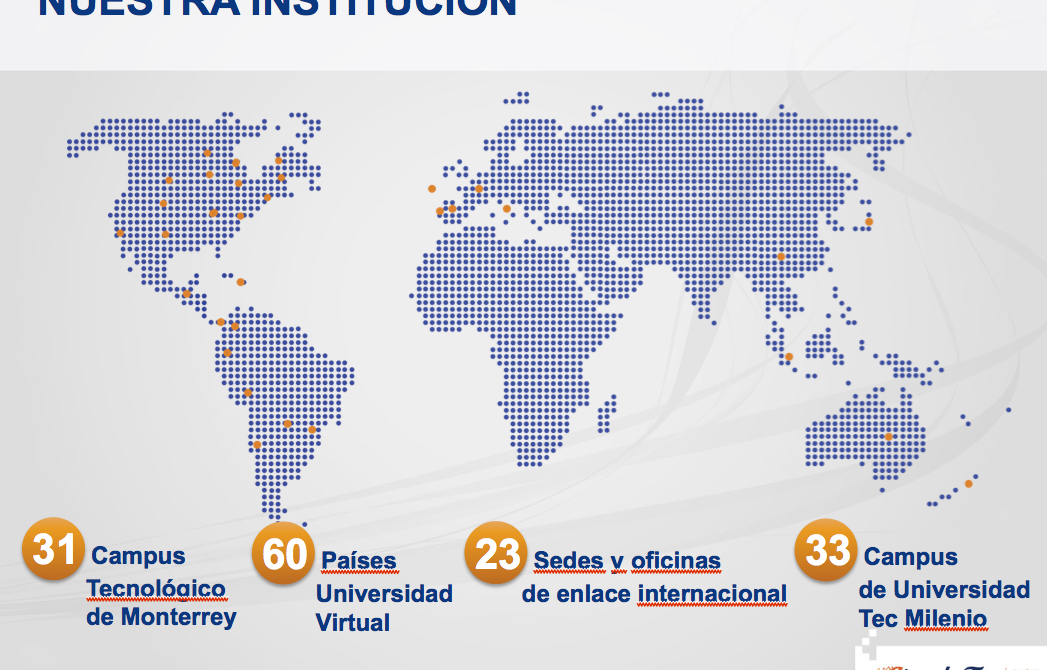 NUESTRA INSTITUCIÓN
31 Campus
Tecnológico
de Monterrey
60 Países
Universidad
Virtual
23 Sedes y oficinas
de enlace internacional
33 Campus
de Universidad
Tec Milenio